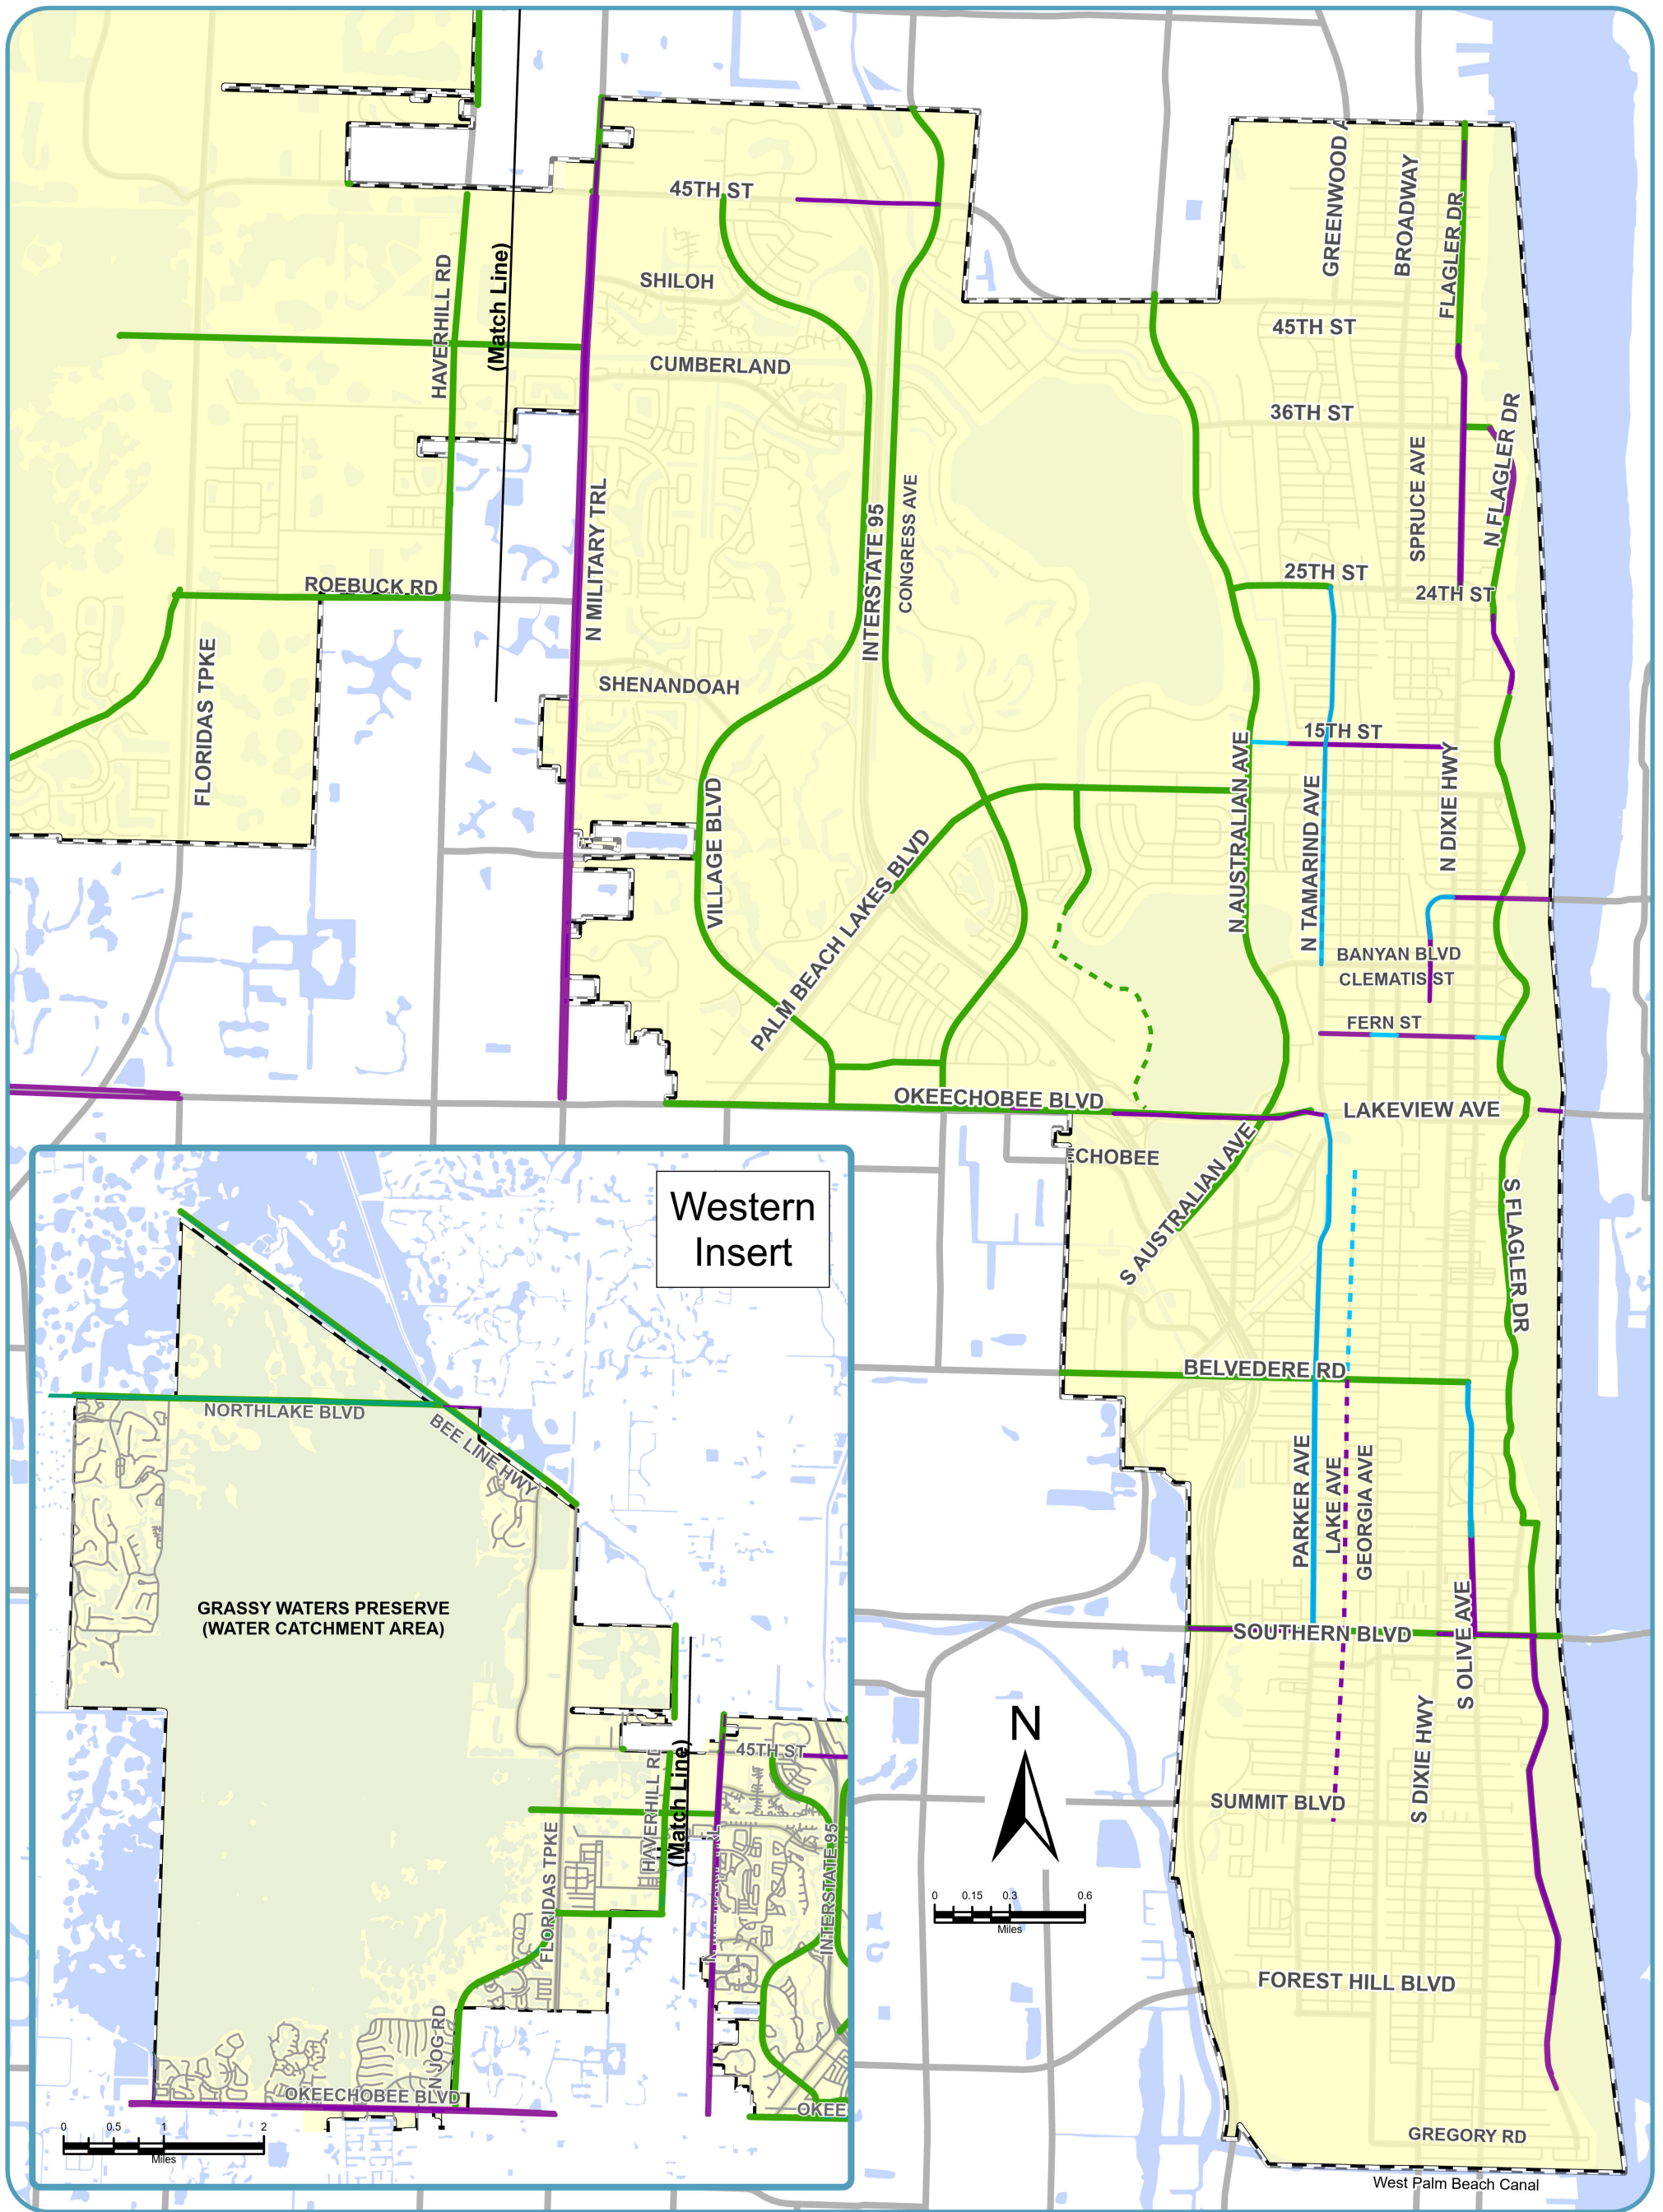 GREENWOOD A
BROADWAY
FLAGLER DR
45TH ST
HAVERHILL RD
(Match Line)
SHILOH
45TH ST
CUMBERLAND
36TH ST
N FLAGLER DR
SPRUCE AVE
N MILITARY TRL
INTERSTATE 95
CONGRESS AVE
25TH ST
24TH ST
ROEBUCK RD
FLORIDAS TPKE
SHENANDOAH
15TH ST
N AUSTRALIAN AVE
N TAMARIND AVE
N DIXIE HWY
VILLAGE BLVD
PALM BEACH LAKES BLVD
BANYAN BLVD
CLEMATIS ST
FERN ST
OKEECHOBEE BLVD
LAKEVIEW AVE
ECHOBEE
S AUSTRALIAN AVE
S FLAGLER DR
BELVEDERE RD
PARKER AVE
LAKE AVE
GEORGIA AVE
S OLIVE AVE
SOUTHERN BLVD
S DIXIE HWY
SUMMIT BLVD
FOREST HILL BLVD
GREGORY RD
West Palm Beach Canal
N
0 0.15 0.3 0.6
Miles
Western
Insert
NORTHLAKE BLVD
BEE LINE HWY
GRASSY WATERS PRESERVE
(WATER CATCHMENT AREA)
45TH ST
HAVERHILL RD
(Match Line)
FLORIDAS TPKE
INTERSTATE 95
N JOG RD
OKEECHOBEE BLVD
OKEE
0 0.5 1 2
Miles